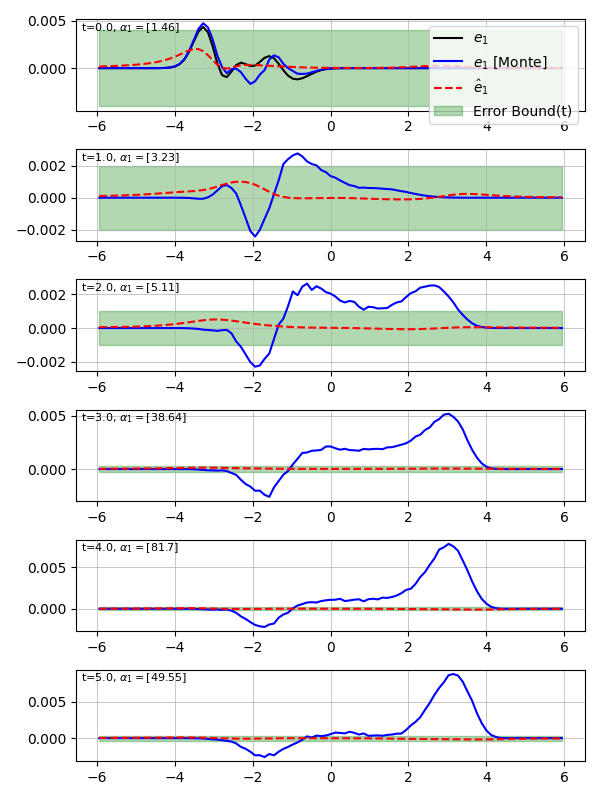 t=0.0, α₁ = [1.46]
e₁
e₁ [Monte]
ê₁
Error Bound(t)
0.005
0.000
−6 −4 −2 0 2 4 6
t=1.0, α₁ = [3.23]
0.002
0.000
−0.002
−6 −4 −2 0 2 4 6
t=2.0, α₁ = [5.11]
0.002
0.000
−0.002
−6 −4 −2 0 2 4 6
t=3.0, α₁ = [38.64]
0.005
0.000
−6 −4 −2 0 2 4 6
t=4.0, α₁ = [81.7]
0.005
0.000
−6 −4 −2 0 2 4 6
t=5.0, α₁ = [49.55]
0.005
0.000
−6 −4 −2 0 2 4 6